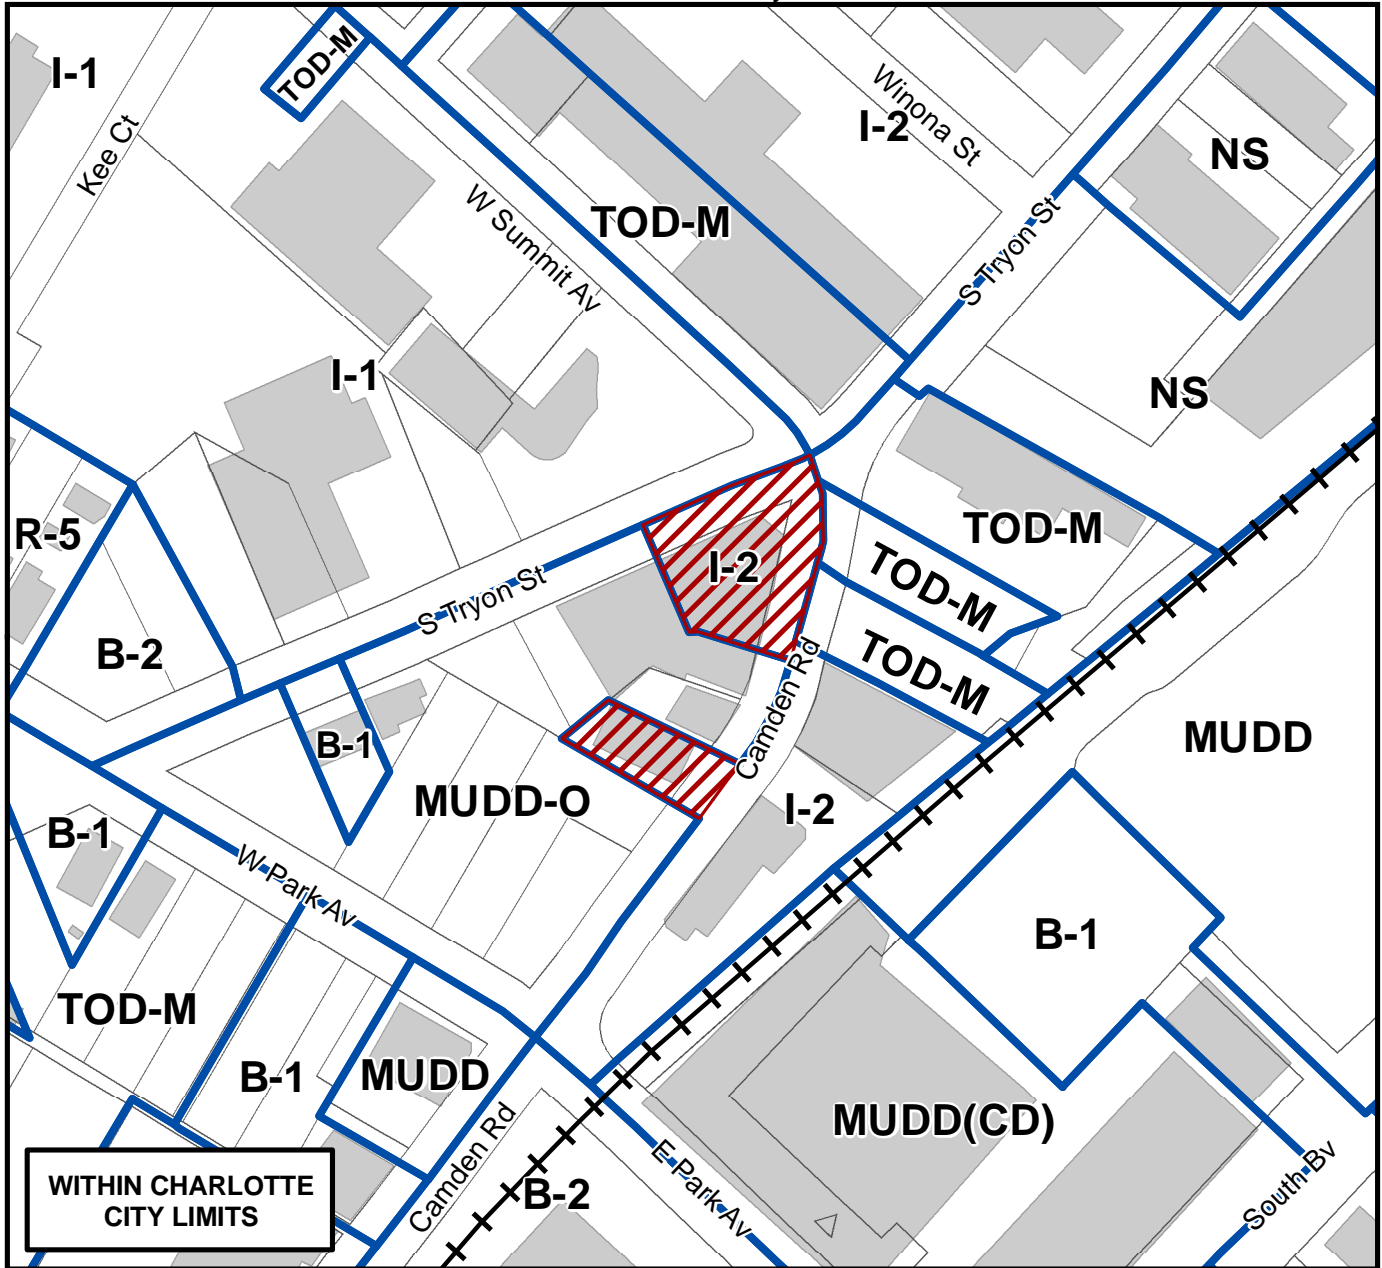 I-1
TOD-M
Kee Ct
Winona St
I-2
NS
W Summit Av
TOD-M
S Tryon St
I-1
NS
R-5
TOD-M
I-2
TOD-M
S Tryon St
B-2
TOD-M
Camden Rd
B-1
MUDD
MUDD-O
I-2
B-1
W Park Av
B-1
TOD-M
B-1
MUDD
MUDD(CD)
Camden Rd
E Park Av
South Bv
B-2
WITHIN CHARLOTTE
CITY LIMITS